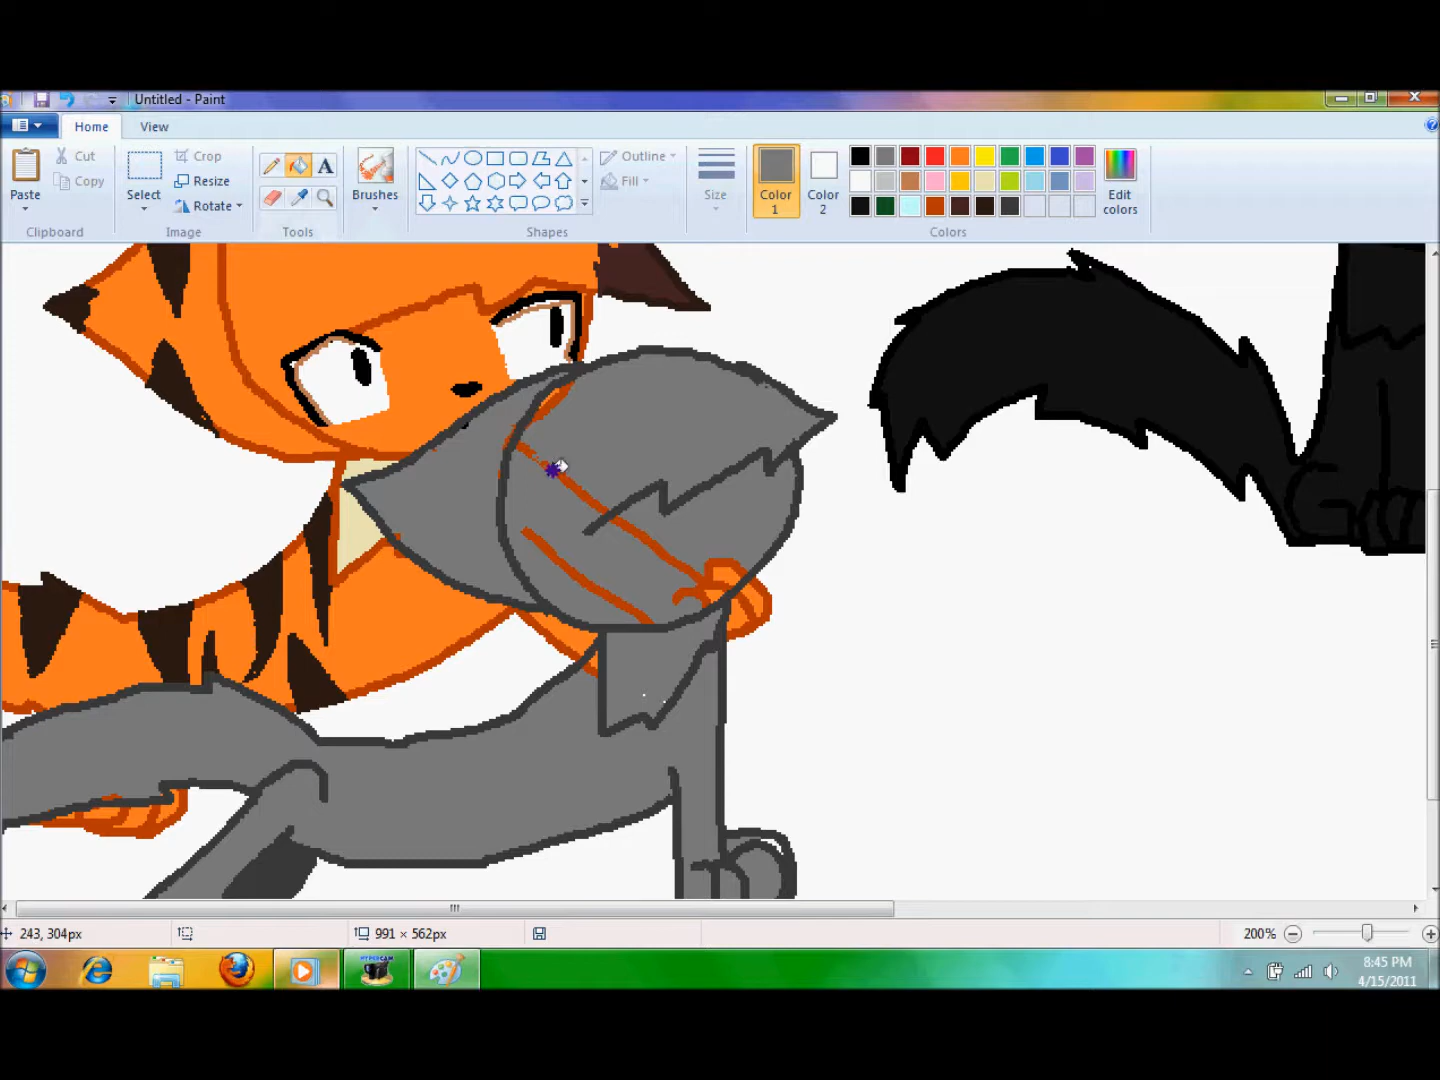 Untitled - Paint
Home View
Paste
Cut
Copy
Clipboard
Select
Crop
Resize
Rotate
Image
A
Tools
Brushes
Outline
Fill
Shapes
Size
Color 1
Color 2
Edit colors
Colors
243, 304px
991 × 562px
200%
HYPERCAM
8:45 PM
4/15/2011